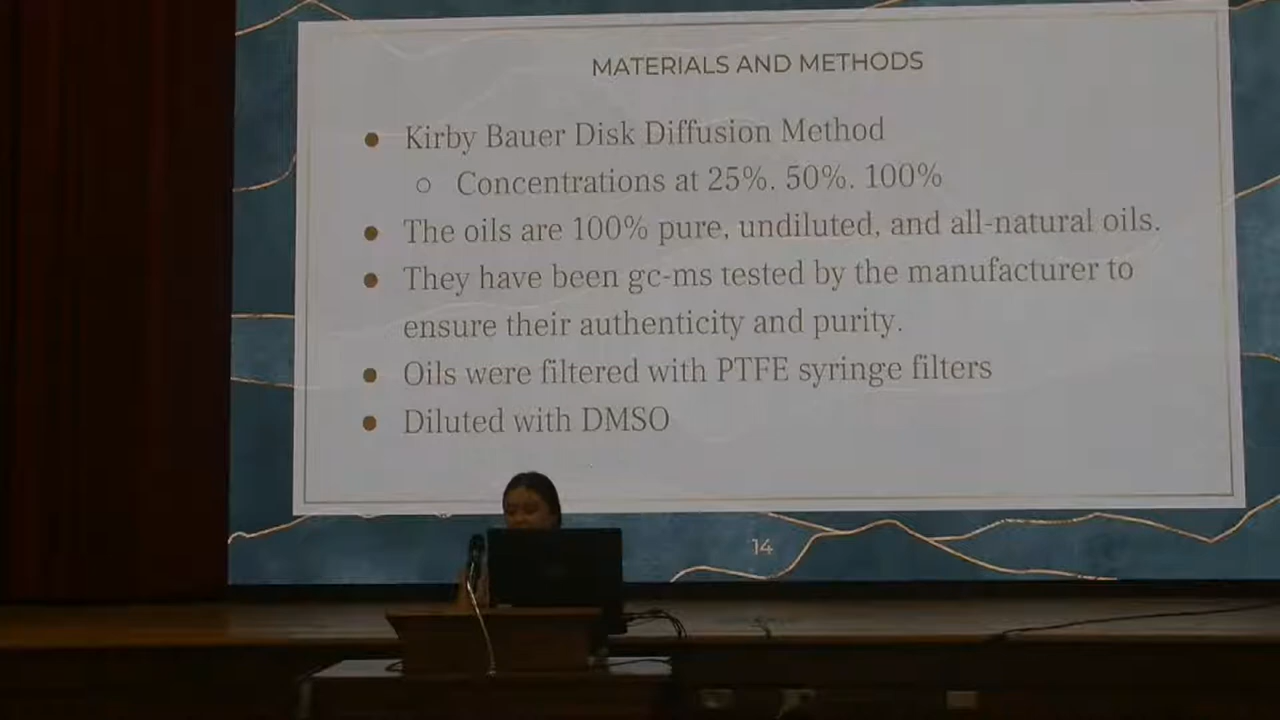 MATERIALS AND METHODS
● Kirby Bauer Disk Diffusion Method
○ Concentrations at 25%. 50%. 100%
● The oils are 100% pure, undiluted, and all-natural oils.
● They have been gc-ms tested by the manufacturer to
ensure their authenticity and purity.
● Oils were filtered with PTFE syringe filters
● Diluted with DMSO
14